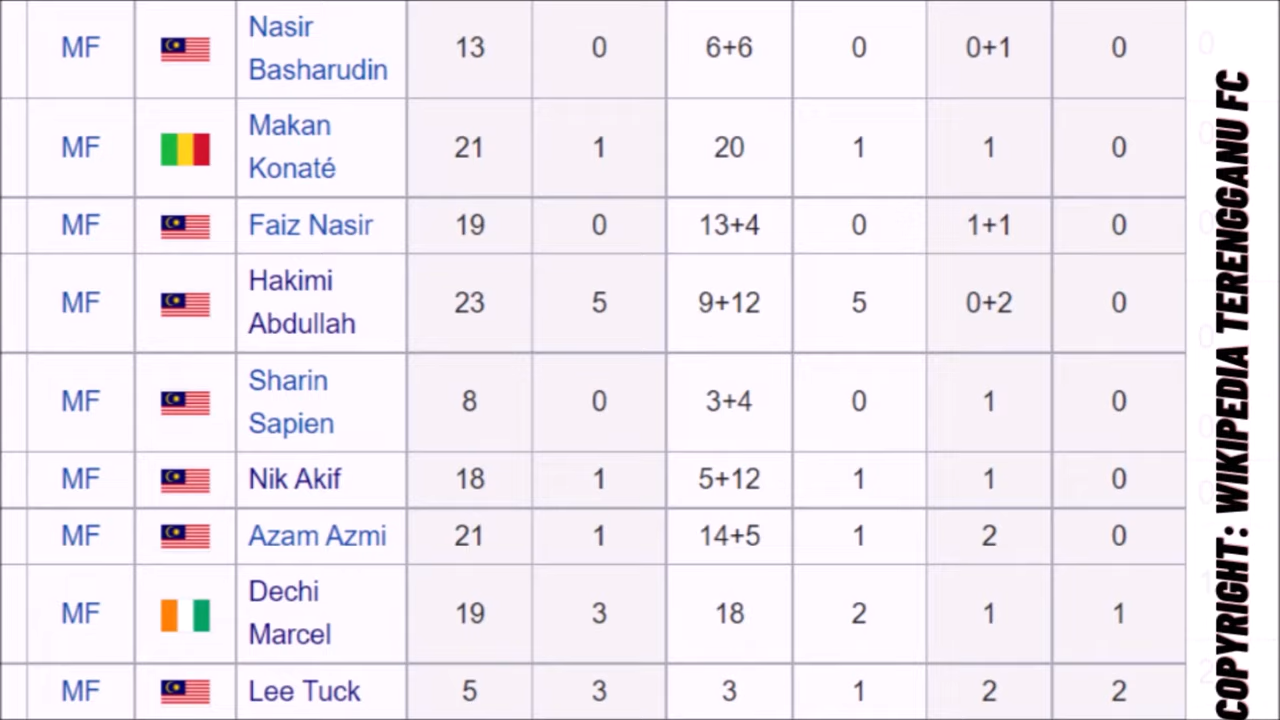 MF Nasir Basharudin 13 0 6+6 0 0+1 0
MF Makan Konaté 21 1 20 1 1 0
MF Faiz Nasir 19 0 13+4 0 1+1 0
MF Hakimi Abdullah 23 5 9+12 5 0+2 0
MF Sharin Sapien 8 0 3+4 0 1 0
MF Nik Akif 18 1 5+12 1 1 0
MF Azam Azmi 21 1 14+5 1 2 0
MF Dechi Marcel 19 3 18 2 1 1
MF Lee Tuck 5 3 3 1 2 2
COPYRIGHT: WIKIPEDIA TERENGGANU FC